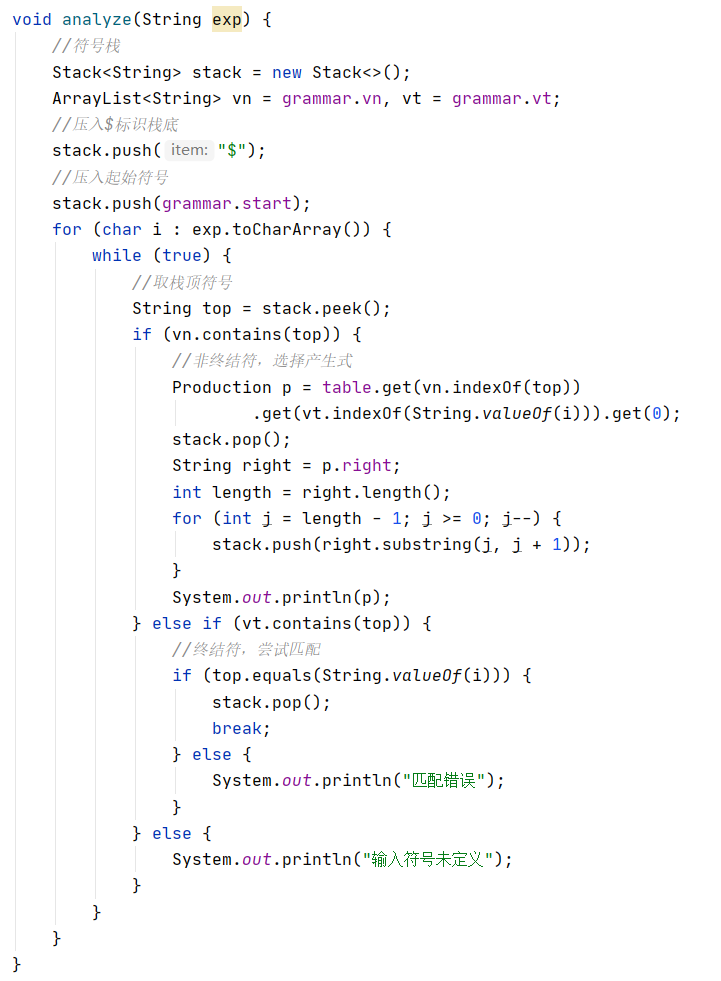 void analyze(String exp) {
    //符号栈
    Stack<String> stack = new Stack<>();
    ArrayList<String> vn = grammar.vn, vt = grammar.vt;
    //压入$标识栈底
    stack.push( item: "$");
    //压入起始符号
    stack.push(grammar.start);
    for (char i : exp.toCharArray()) {
        while (true) {
            //取栈顶符号
            String top = stack.peek();
            if (vn.contains(top)) {
                //非终结符，选择产生式
                Production p = table.get(vn.indexOf(top))
                        .get(vt.indexOf(String.valueOf(i))).get(0);
                stack.pop();
                String right = p.right;
                int length = right.length();
                for (int j = length - 1; j >= 0; j--) {
                    stack.push(right.substring(j, j + 1));
                }
                System.out.println(p);
            } else if (vt.contains(top)) {
                //终结符，尝试匹配
                if (top.equals(String.valueOf(i))) {
                    stack.pop();
                    break;
                } else {
                    System.out.println("匹配错误");
                }
            } else {
                System.out.println("输入符号未定义");
            }
        }
    }
}